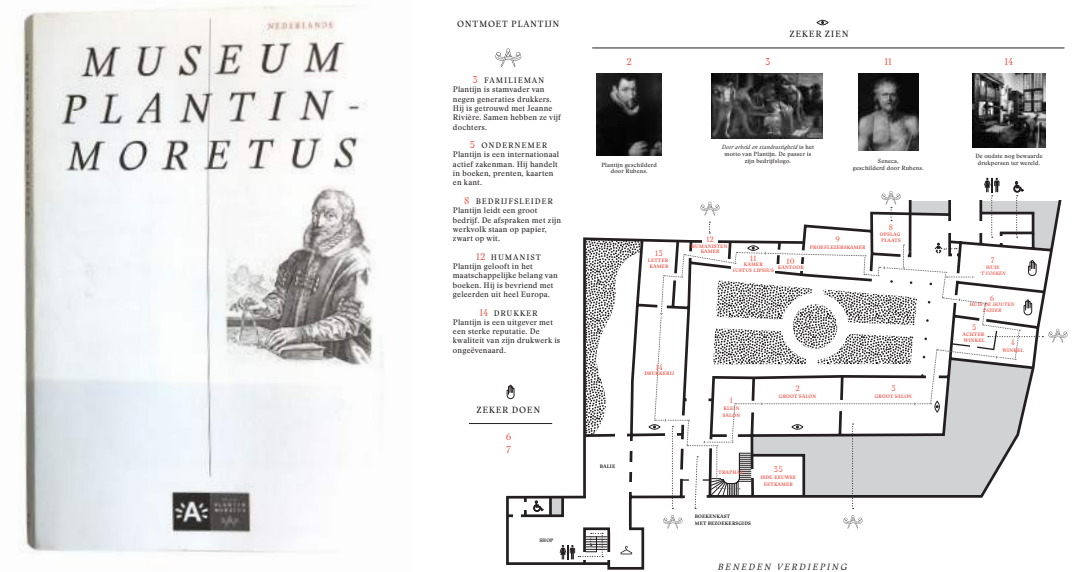 NEDERLANDS
MUSEUM
PLANTIN-
MORETUS
A
ONTMOET PLANTIJN
3 FAMILIEMAN
Plantijn is stamvader van
negen generaties drukkers.
Hij is getrouwd met Jeanne
Rivière. Samen hebben ze vijf
dochters.
5 ONDERNEMER
Plantijn is een internationaal
actief zakenman. Hij handelt
in boeken, prenten, kaarten
en kant.
8 BEDRIJFSLEIDER
Plantijn leidt een groot
bedrijf. De afspraken met zijn
werkvolk staan op papier,
zwart op wit.
12 HUMANIST
Plantijn gelooft in het
maatschappelijke belang van
boeken. Hij is bevriend met
geleerden uit heel Europa.
14 DRUKKER
Plantijn is een uitgever met
een sterke reputatie. De
kwaliteit van zijn drukwerk is
ongeëvenaard.
ZEKER DOEN
6
7
ZEKER ZIEN
2
Plantijn geschilderd
door Rubens.
3
Door arbeid en standvastigheid is het
motto van Plantijn. De passer is
zijn bedrijfslogo.
11
Seneca,
geschilderd door Rubens.
14
De oudste nog bewaarde
drukpersen ter wereld.
13
LETTER
KAMER
12
HUMANISTEN
KAMER
11
KAMER
JUSTUS LIPSIUS
10
KANTOOR
9
PROEFLEZERSKAMER
8
OPSLAG-
PLAATS
7
HUIS
'T VOSKEN
6
HUIS DE HOUTEN
PASSER
5
ACHTER
WINKEL
4
WINKEL
14
DRUKKERIJ
1
KLEIN
SALON
2
GROOT SALON
3
GROOT SALON
TRAPHAL
35
18DE-EEUWSE
EETKAMER
BALIE
SHOP
BOEKENKAST
MET BEZOEKERSGIDS
BENEDEN VERDIEPING